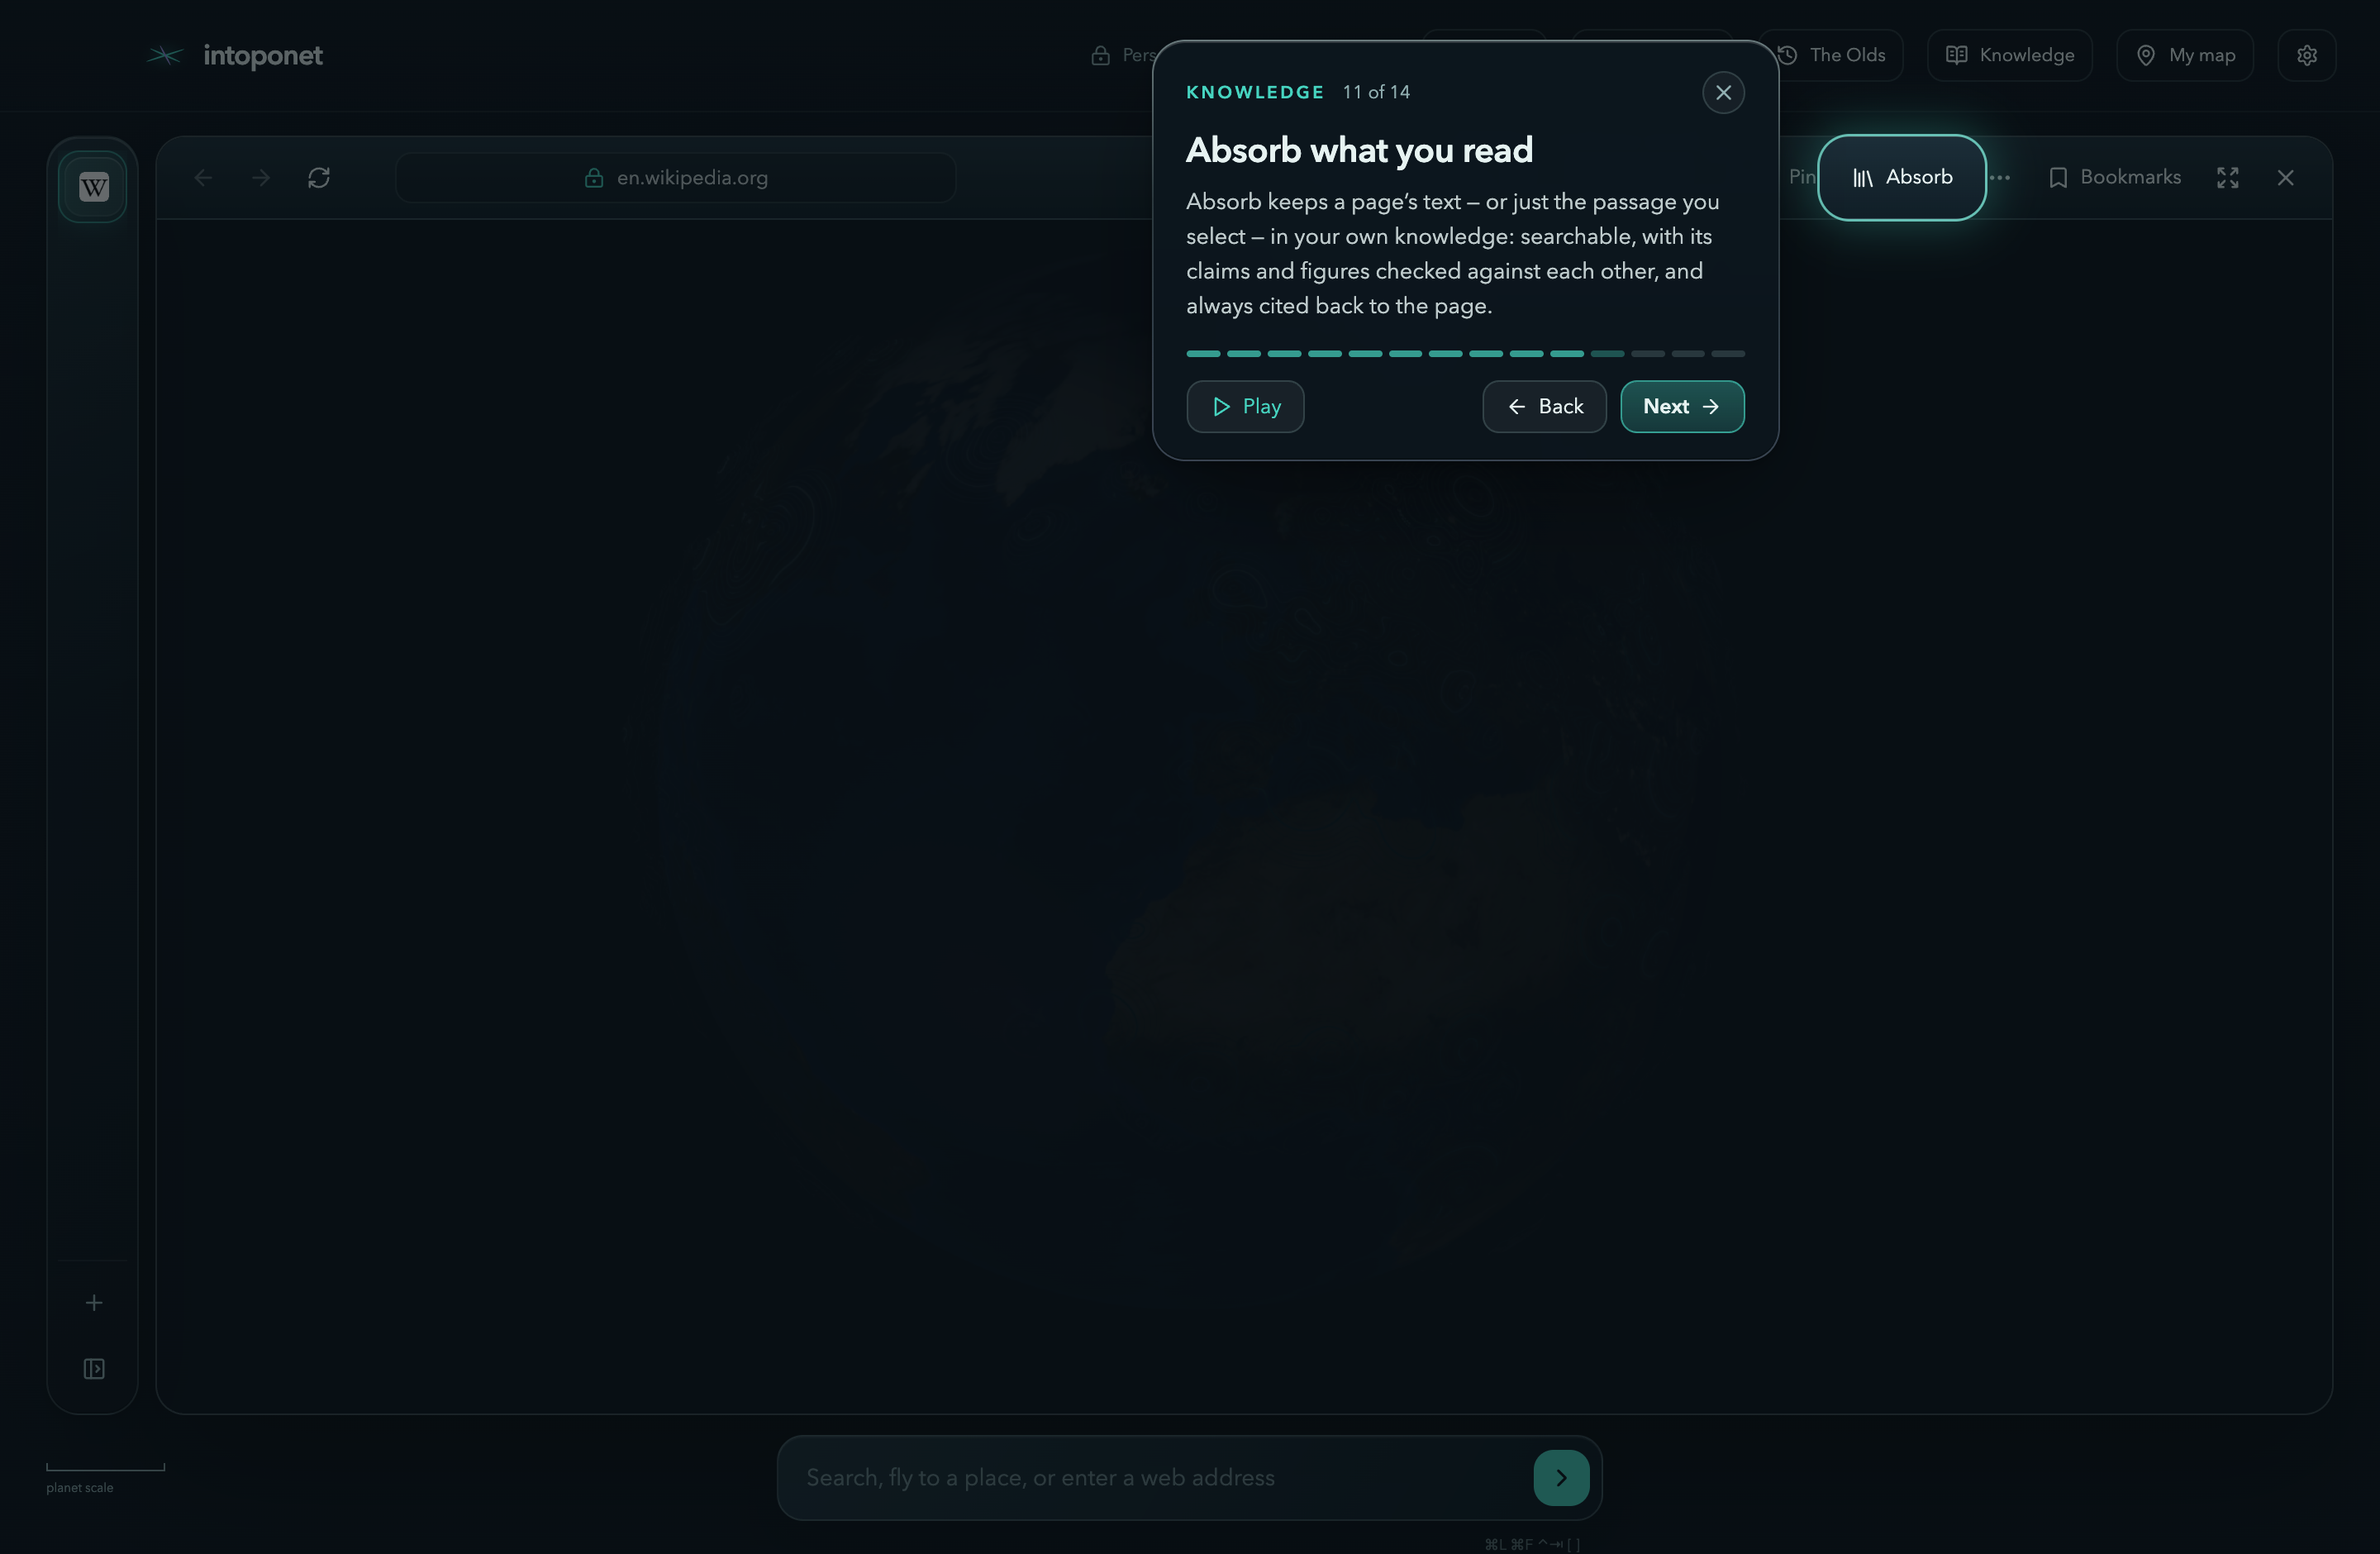 intoponet
Pers
The Olds
Knowledge
My map
KNOWLEDGE 11 of 14
Absorb what you read
Absorb keeps a page’s text – or just the passage you
select – in your own knowledge: searchable, with its
claims and figures checked against each other, and
always cited back to the page.
Play
Back
Next
W
en.wikipedia.org
Pin
Absorb
Bookmarks
planet scale
Search, fly to a place, or enter a web address
⌘L ⌘F ^⇥ [ ]